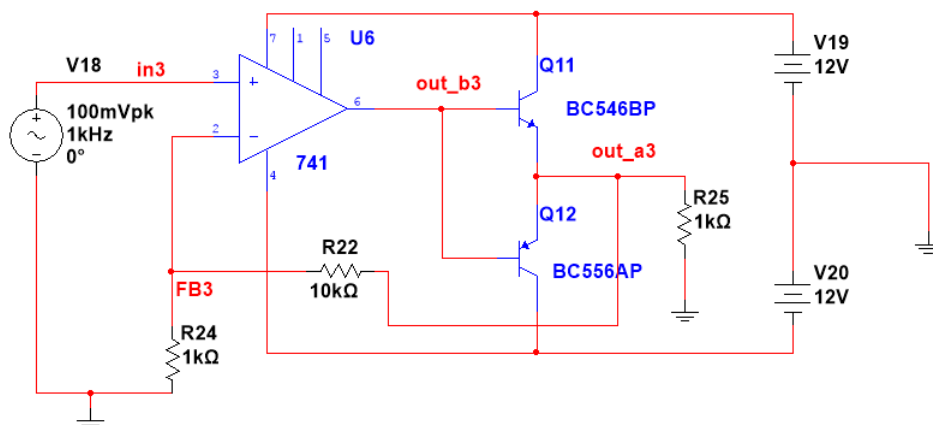 7
1
5
U6
V19
12V
V18
in3
3
Q11
out_b3
6
BC546BP
100mVpk
1kHz
0°
2
741
out_a3
4
R25
1kΩ
Q12
R22
BC556AP
10kΩ
FB3
V20
12V
R24
1kΩ